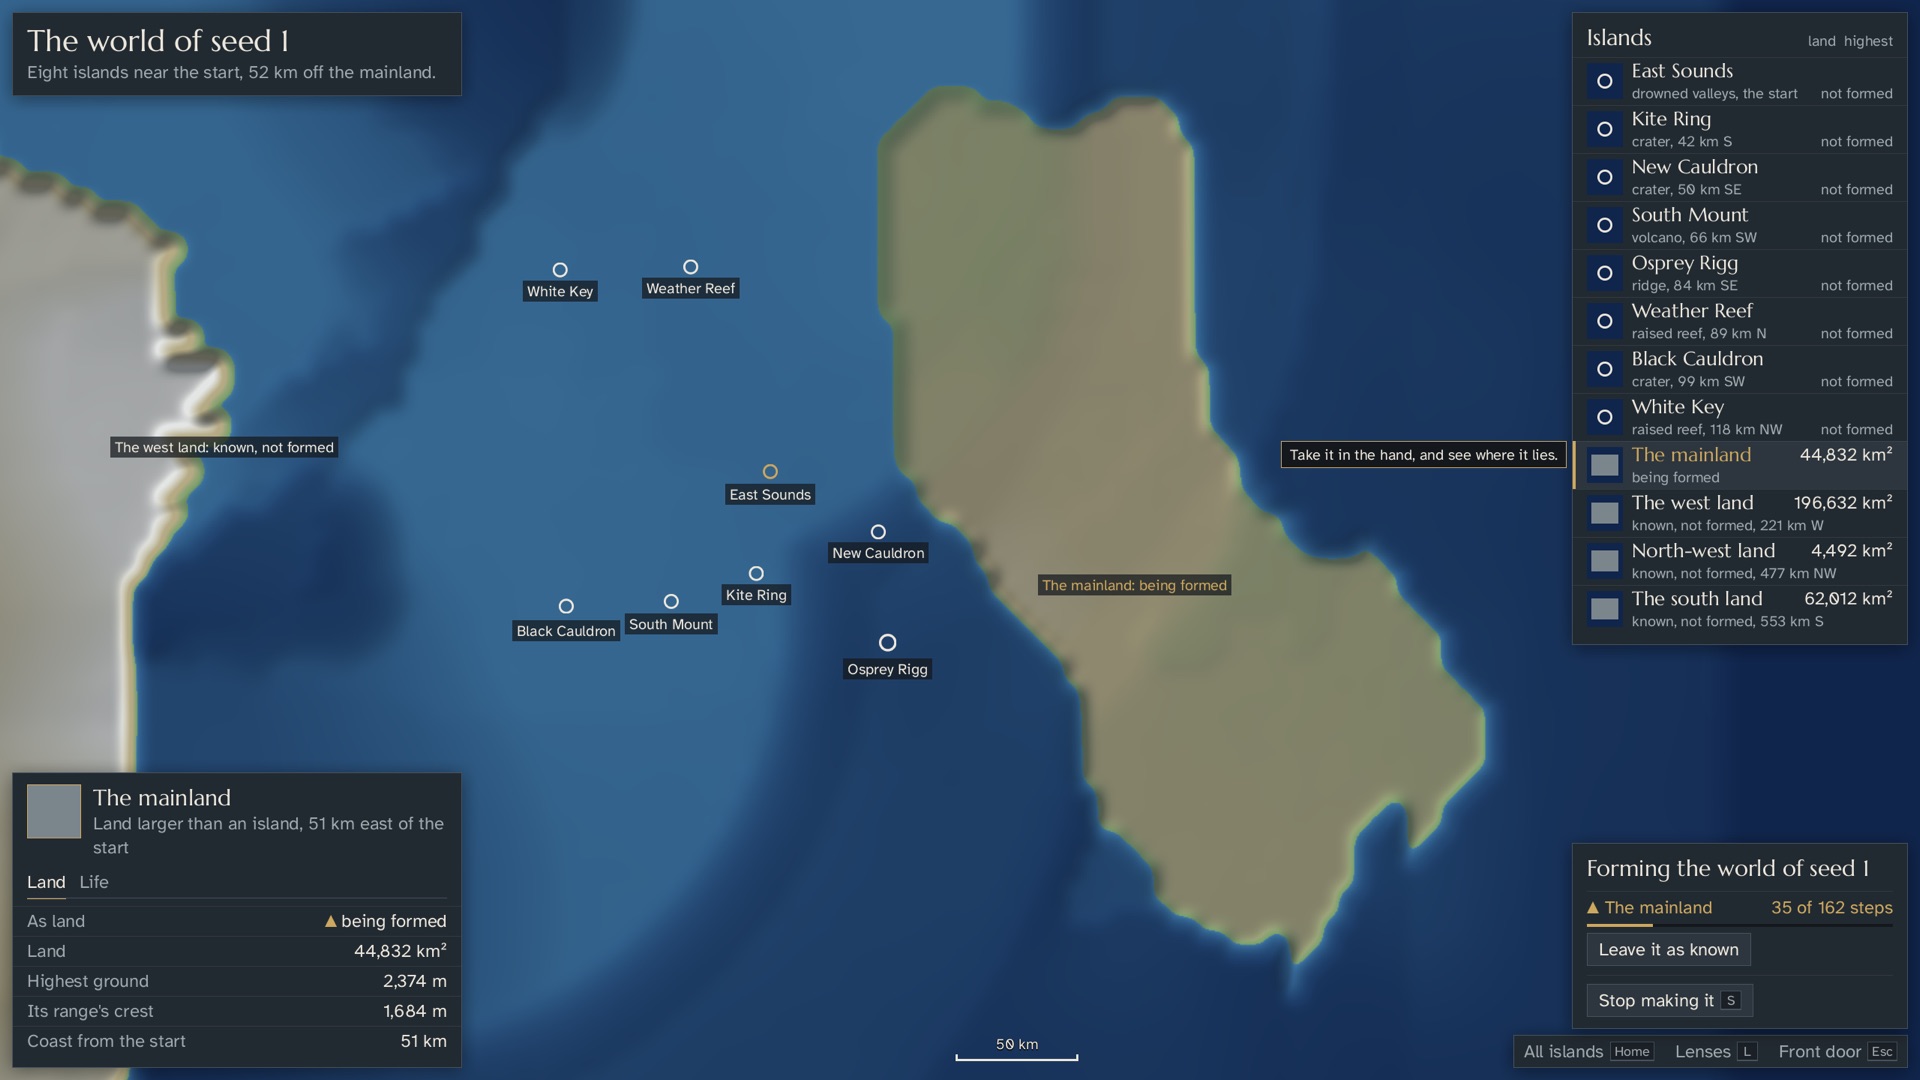 The world of seed 1
Eight islands near the start, 52 km off the mainland.
White Key
Weather Reef
The west land: known, not formed
East Sounds
New Cauldron
Kite Ring
South Mount
Black Cauldron
Osprey Rigg
The mainland: being formed
Take it in the hand, and see where it lies.
50 km
Islands
land highest
East Sounds
drowned valleys, the start not formed
Kite Ring
crater, 42 km S not formed
New Cauldron
crater, 50 km SE not formed
South Mount
volcano, 66 km SW not formed
Osprey Rigg
ridge, 84 km SE not formed
Weather Reef
raised reef, 89 km N not formed
Black Cauldron
crater, 99 km SW not formed
White Key
raised reef, 118 km NW not formed
The mainland 44,832 km²
being formed
The west land 196,632 km²
known, not formed, 221 km W
North-west land 4,492 km²
known, not formed, 477 km NW
The south land 62,012 km²
known, not formed, 553 km S
The mainland
Land larger than an island, 51 km east of the
start
Land Life
As land ▲ being formed
Land 44,832 km²
Highest ground 2,374 m
Its range's crest 1,684 m
Coast from the start 51 km
Forming the world of seed 1
▲ The mainland 35 of 162 steps
Leave it as known
Stop making it S
All islands Home Lenses L Front door Esc